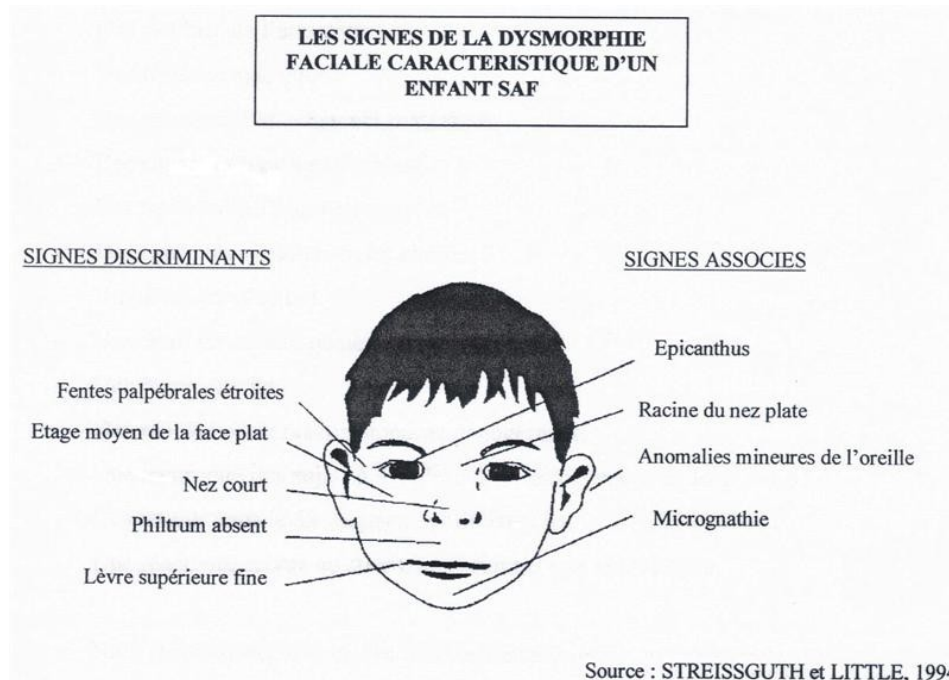 LES SIGNES DE LA DYSMORPHIE
FACIALE CARACTERISTIQUE D'UN
ENFANT SAF
SIGNES DISCRIMINANTS
Fentes palpébrales étroites
Etage moyen de la face plat
Nez court
Philtrum absent
Lèvre supérieure fine
SIGNES ASSOCIES
Epicanthus
Racine du nez plate
Anomalies mineures de l'oreille
Micrognathie
Source : STREISSGUTH et LITTLE,